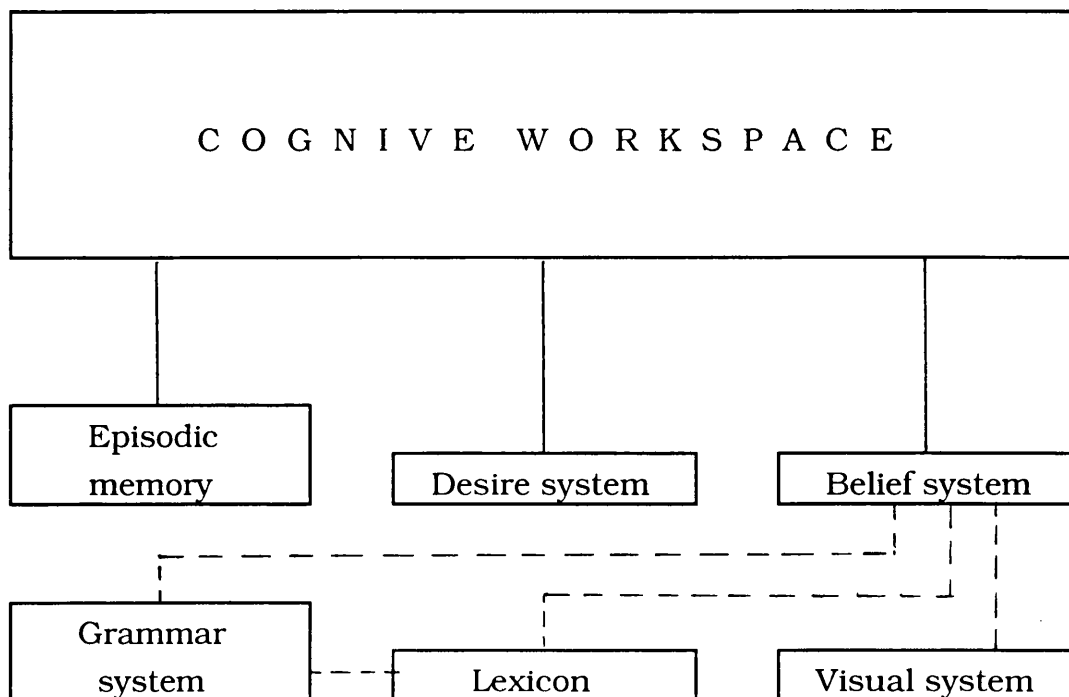 C O G N I V E   W O R K S P A C E
Episodic
memory
Desire system
Belief system
Grammar
system
Lexicon
Visual system